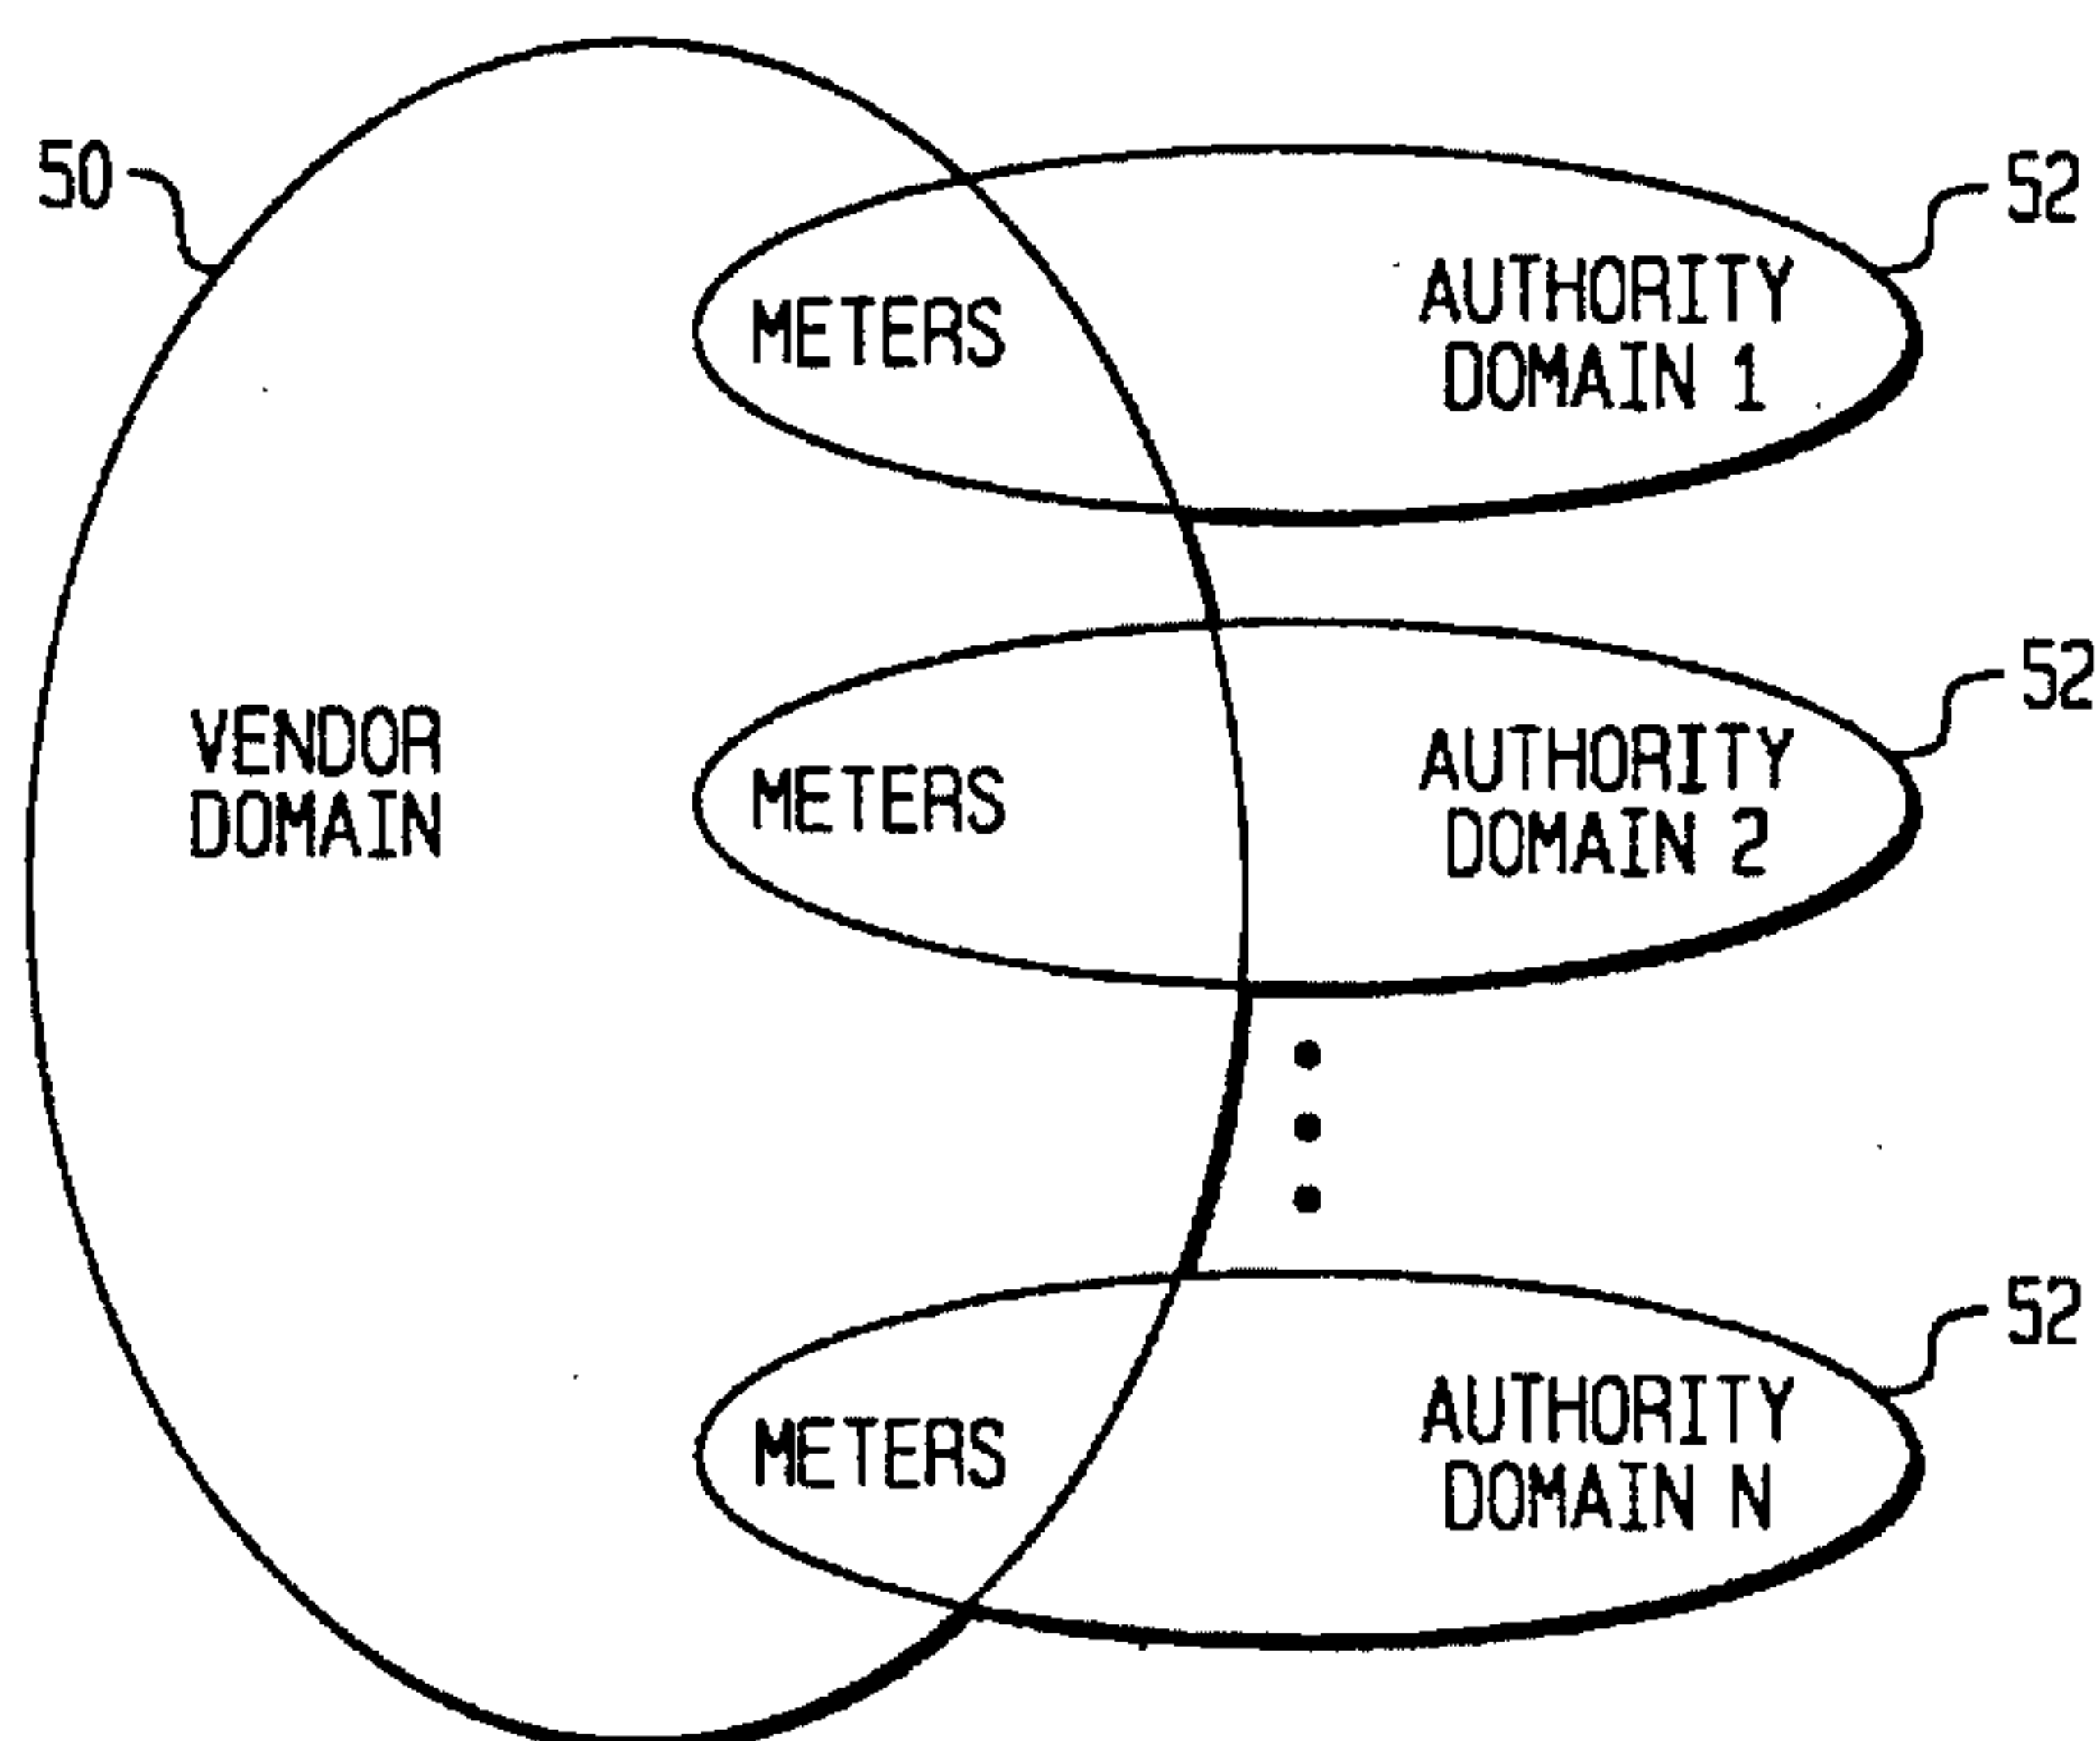 50
52
METERS
AUTHORITY
DOMAIN 1
52
VENDOR
DOMAIN
METERS
AUTHORITY
DOMAIN 2
52
METERS
AUTHORITY
DOMAIN N